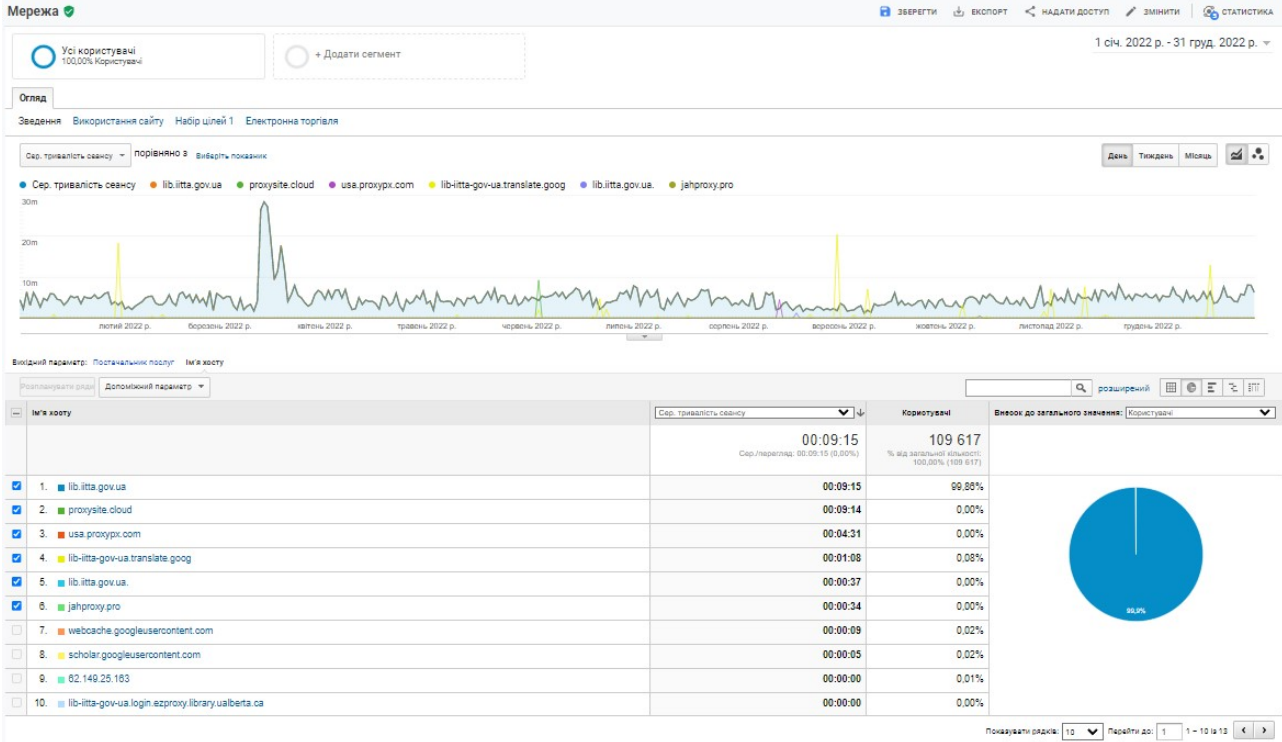 Мережа
ЗБЕРЕГТИ ЕКСПОРТ НАДАТИ ДОСТУП ЗМІНИТИ СТАТИСТИКА
Усі користувачі
100,00% Користувачі
+ Додати сегмент
1 січ. 2022 р. - 31 груд. 2022 р.
Огляд
Зведення Використання сайту Набір цілей 1 Електронна торгівля
Сер. тривалість сеансу порівняно з Виберіть показник
День Тиждень Місяць
Сер. тривалість сеансу lib.iitta.gov.ua proxysite.cloud usa.proxypx.com lib-iitta-gov-ua.translate.goog lib.iitta.gov.ua. jahproxy.pro
30m
20m
10m
лютий 2022 р. березень 2022 р. квітень 2022 р. травень 2022 р. червень 2022 р. липень 2022 р. серпень 2022 р. вересень 2022 р. жовтень 2022 р. листопад 2022 р. грудень 2022 р.
Вихідний параметр: Постачальник послуг Ім'я хосту
Розпланувати ряди Допоміжний параметр розширений
Ім'я хосту Сер. тривалість сеансу Користувачі Внесок до загального значення: Користувачі
00:09:15 109 617
Сер./перегляд: 00:09:15 (0,00%) % від загальної кількості:
100,00% (109 617)
1. lib.iitta.gov.ua 00:09:15 99,86%
2. proxysite.cloud 00:09:14 0,00%
3. usa.proxypx.com 00:04:31 0,00%
4. lib-iitta-gov-ua.translate.goog 00:01:08 0,08%
5. lib.iitta.gov.ua. 00:00:37 0,00%
6. jahproxy.pro 00:00:34 0,00%
99,9%
7. webcache.googleusercontent.com 00:00:09 0,02%
8. scholar.googleusercontent.com 00:00:05 0,02%
9. 62.149.25.163 00:00:00 0,01%
10. lib-iitta-gov-ua.login.ezproxy.library.ualberta.ca 00:00:00 0,00%
Показувати рядків: 10 Перейти до: 1 1 – 10 із 13